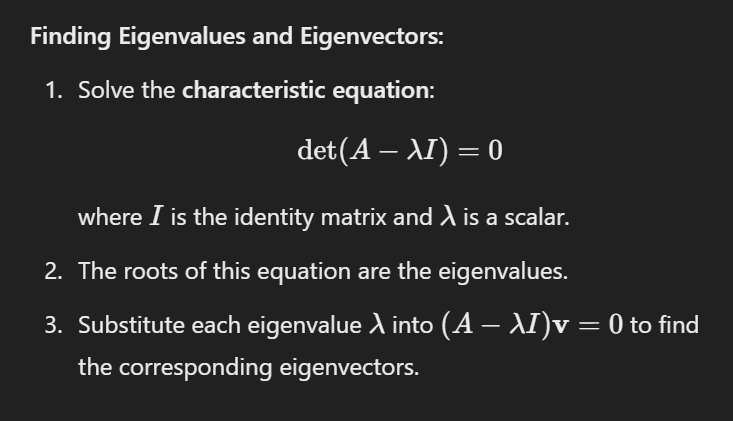 Finding Eigenvalues and Eigenvectors:
1. Solve the characteristic equation:
det(A − λI) = 0
where I is the identity matrix and λ is a scalar.
2. The roots of this equation are the eigenvalues.
3. Substitute each eigenvalue λ into (A − λI)v = 0 to find
the corresponding eigenvectors.